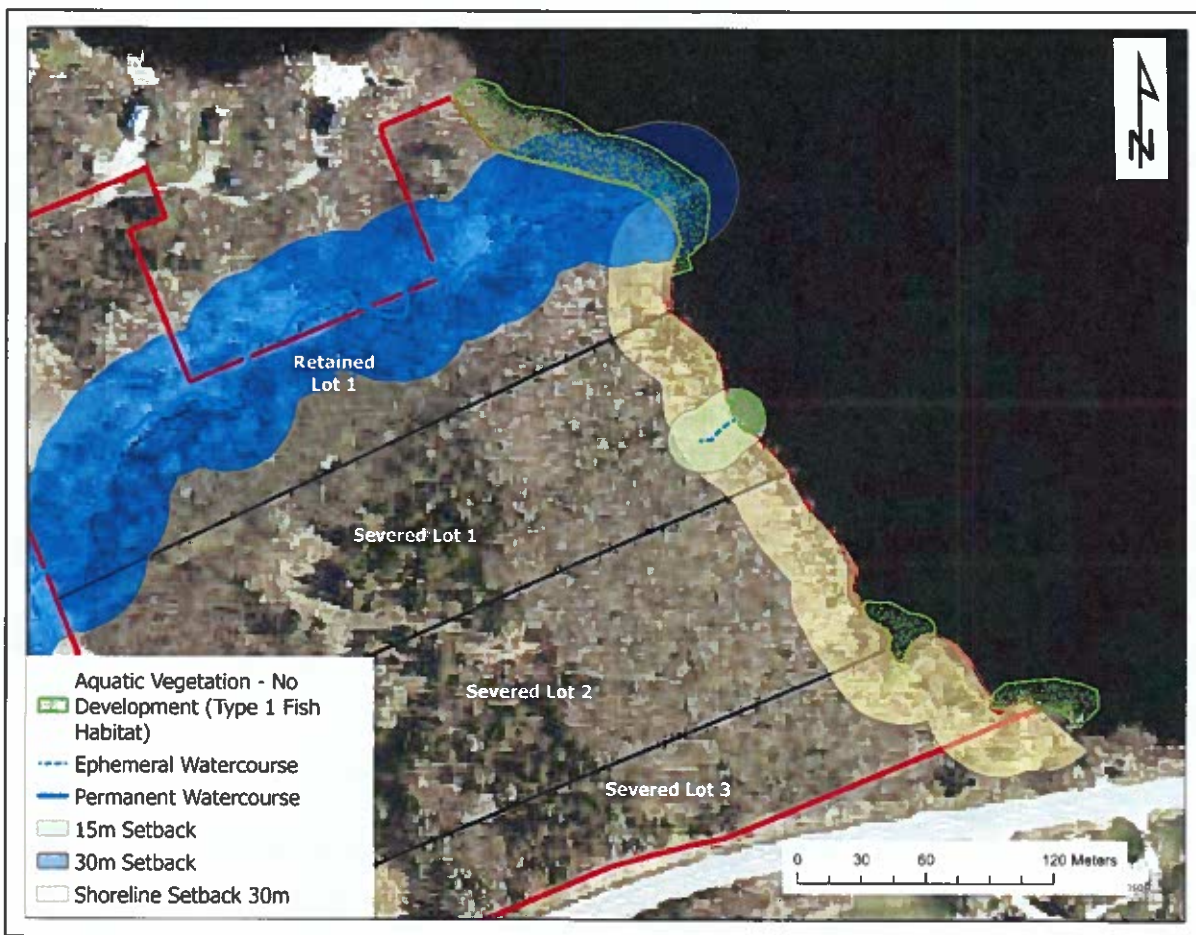 Z
Retained
Lot 1
Severed Lot 1
Severed Lot 2
Severed Lot 3
Aquatic Vegetation - No
Development (Type 1 Fish
Habitat)
Ephemeral Watercourse
Permanent Watercourse
15m Setback
30m Setback
Shoreline Setback 30m
0 30 60 120 Meters